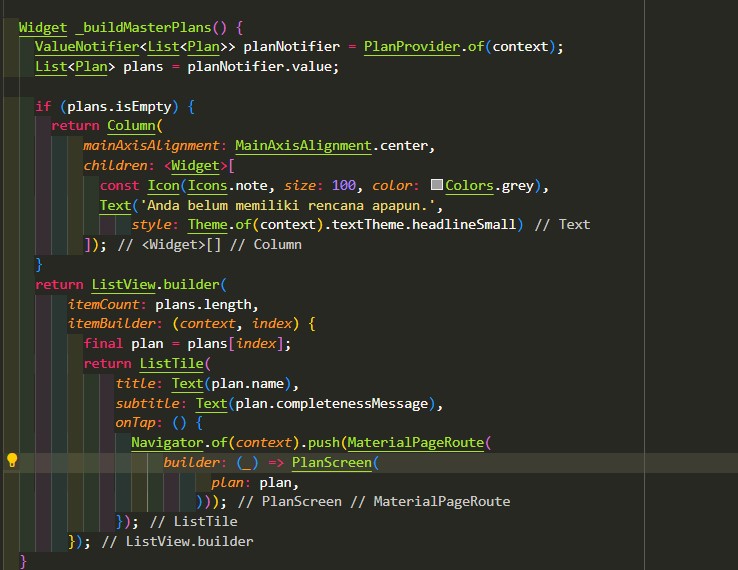 Widget _buildMasterPlans() {
ValueNotifier<List<Plan>> planNotifier = PlanProvider.of(context);
List<Plan> plans = planNotifier.value;
if (plans.isEmpty) {
return Column(
mainAxisAlignment: MainAxisAlignment.center,
children: <Widget>[
const Icon(Icons.note, size: 100, color: Colors.grey),
Text('Anda belum memiliki rencana apapun.',
style: Theme.of(context).textTheme.headlineSmall) // Text
]); // <Widget>[] // Column
}
return ListView.builder(
itemCount: plans.length,
itemBuilder: (context, index) {
final plan = plans[index];
return ListTile(
title: Text(plan.name),
subtitle: Text(plan.completenessMessage),
onTap: () {
Navigator.of(context).push(MaterialPageRoute(
builder: (_) => PlanScreen(
plan: plan,
))); // PlanScreen // MaterialPageRoute
}); // ListTile
}); // ListView.builder
}